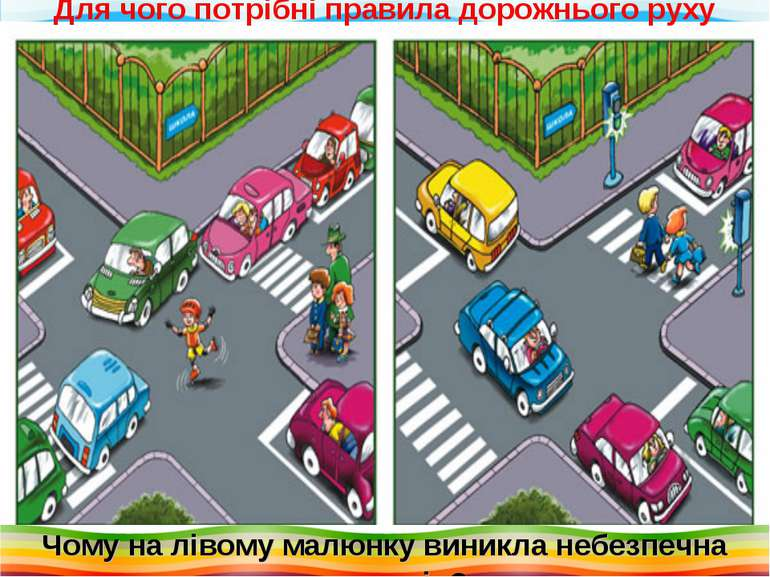 Для чого потрібні правила дорожнього руху
ШКОЛА
ШКОЛА
Чому на лівому малюнку виникла небезпечна